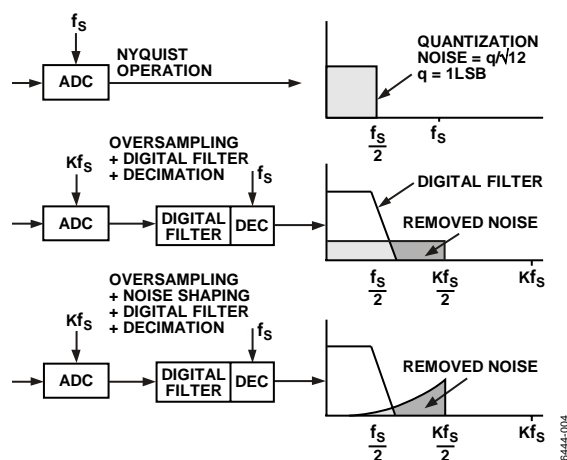 fS
ADC
NYQUIST
OPERATION
QUANTIZATION
NOISE = q/√12
q = 1LSB
fS
2
fS
OVERSAMPLING
+ DIGITAL FILTER
+ DECIMATION
KfS
fS
ADC
DIGITAL
FILTER
DEC
DIGITAL FILTER
REMOVED NOISE
fS
2
KfS
2
KfS
OVERSAMPLING
+ NOISE SHAPING
+ DIGITAL FILTER
+ DECIMATION
KfS
fS
ADC
DIGITAL
FILTER
DEC
REMOVED NOISE
fS
2
KfS
2
KfS
6444-004